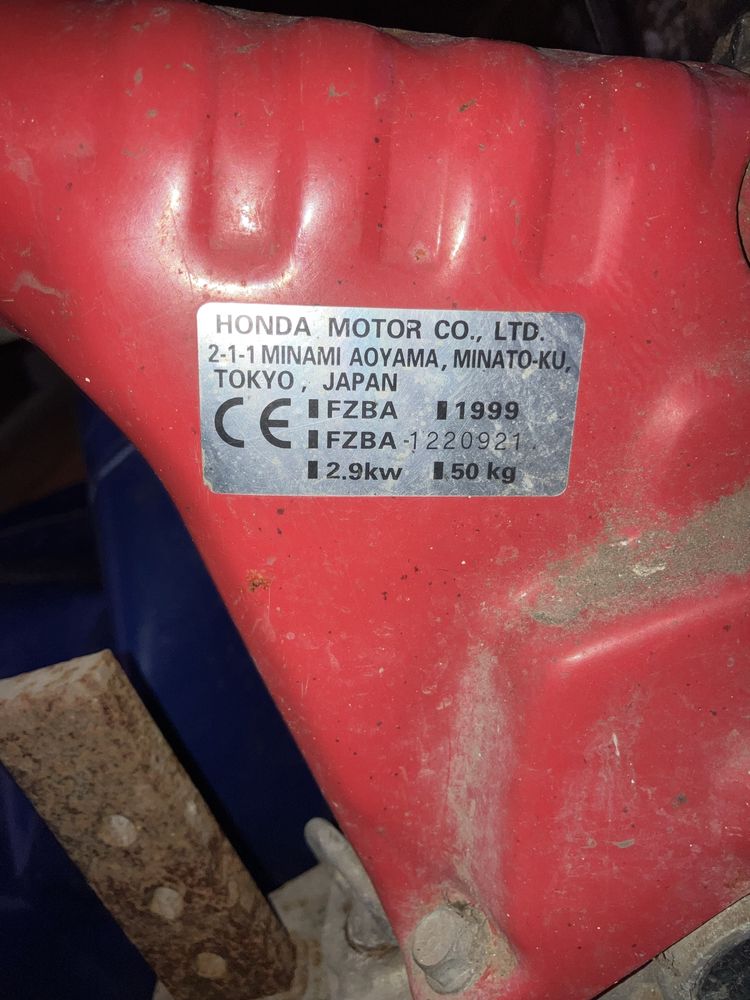 HONDA MOTOR CO., LTD.
2-1-1 MINAMI AOYAMA, MINATO-KU,
TOKYO, JAPAN
CE FZBA 1999
FZBA-1220921
2.9kw 50 kg